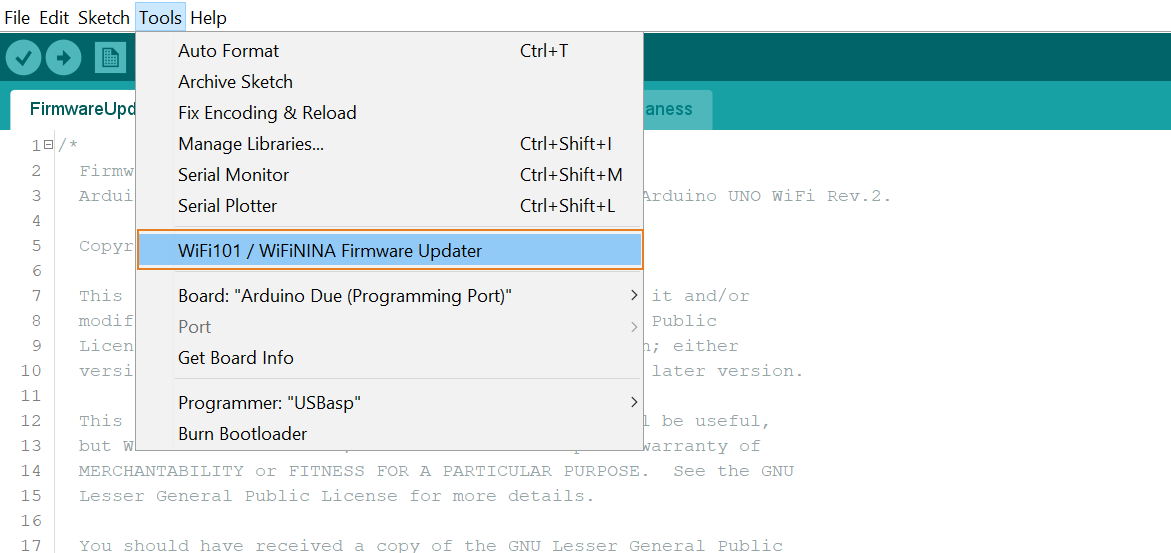 File Edit Sketch Tools Help
Auto Format Ctrl+T
Archive Sketch
Fix Encoding & Reload
Manage Libraries... Ctrl+Shift+I
Serial Monitor Ctrl+Shift+M
Serial Plotter Ctrl+Shift+L
WiFi101 / WiFiNINA Firmware Updater
Board: "Arduino Due (Programming Port)"
Port
Get Board Info
Programmer: "USBasp"
Burn Bootloader
FirmwareUpd aness
1 /*
2 Firmw
3 Ardui Arduino UNO WiFi Rev.2.
4
5 Copyr
6
7 This it and/or
8 modif Public
9 Licen n; either
10 versi later version.
11
12 This l be useful,
13 but W warranty of
14 MERCHANTABILITY or FITNESS FOR A PARTICULAR PURPOSE. See the GNU
15 Lesser General Public License for more details.
16
17 You should have received a copy of the GNU Lesser General Public